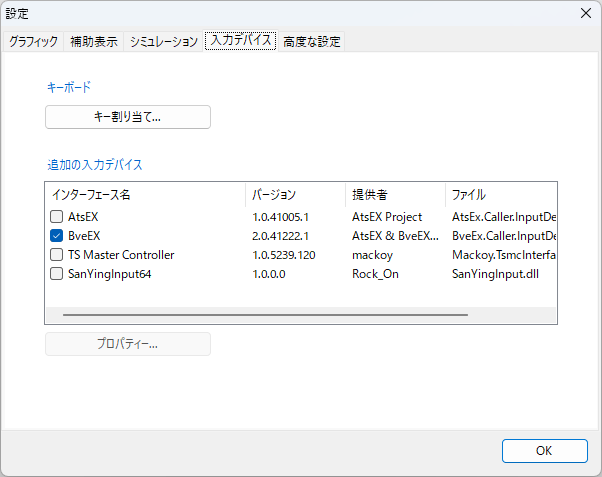 設定
グラフィック 補助表示 シミュレーション 入力デバイス 高度な設定
キーボード
キー割り当て...
追加の入力デバイス
インターフェース名 バージョン 提供者 ファイル
AtsEX 1.0.41005.1 AtsEX Project AtsEx.Caller.InputDe
BveEX 2.0.41222.1 AtsEX & BveEX... BveEx.Caller.InputDe
TS Master Controller 1.0.5239.120 mackoy Mackoy.TsmcInterfa
SanYingInput64 1.0.0.0 Rock_On SanYingInput.dll
プロパティー...
OK